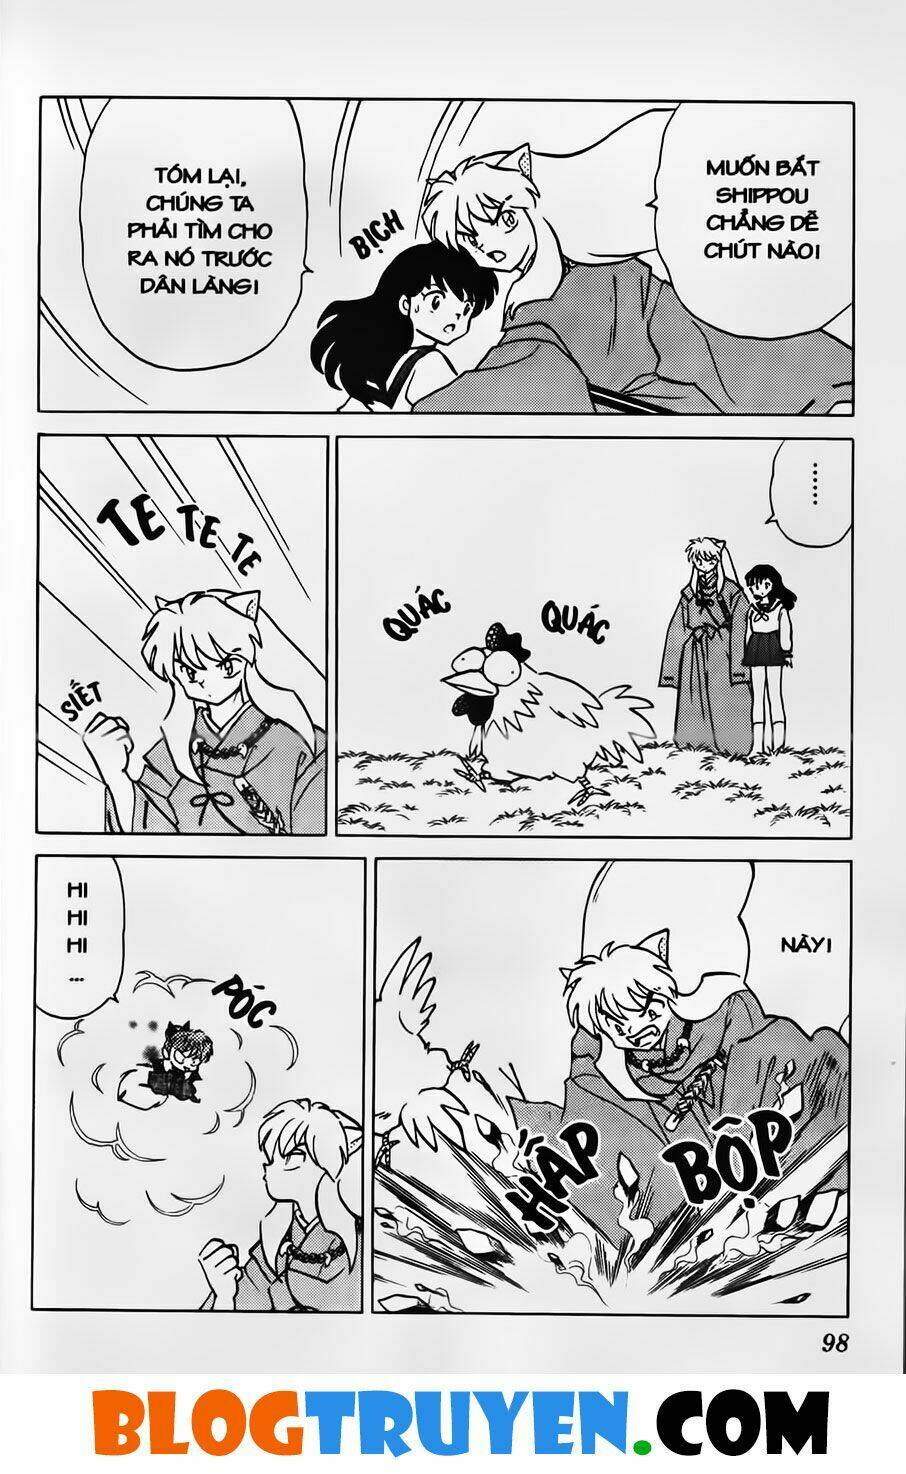 TÓM LẠI,
CHÚNG TA
PHẢI TÌM CHO
RA NÓ TRƯỚC
DÂN LÀNG!
BỊCH
MUỐN BẮT
SHIPPOU
CHẲNG DỄ
CHÚT NÀO!
TE TE TE
SIẾT
QUÁC
QUÁC
........
HI
HI
HI
...
PÓC
NÀY!
HẤP
BỘP
98
BLOGTRUYEN.COM